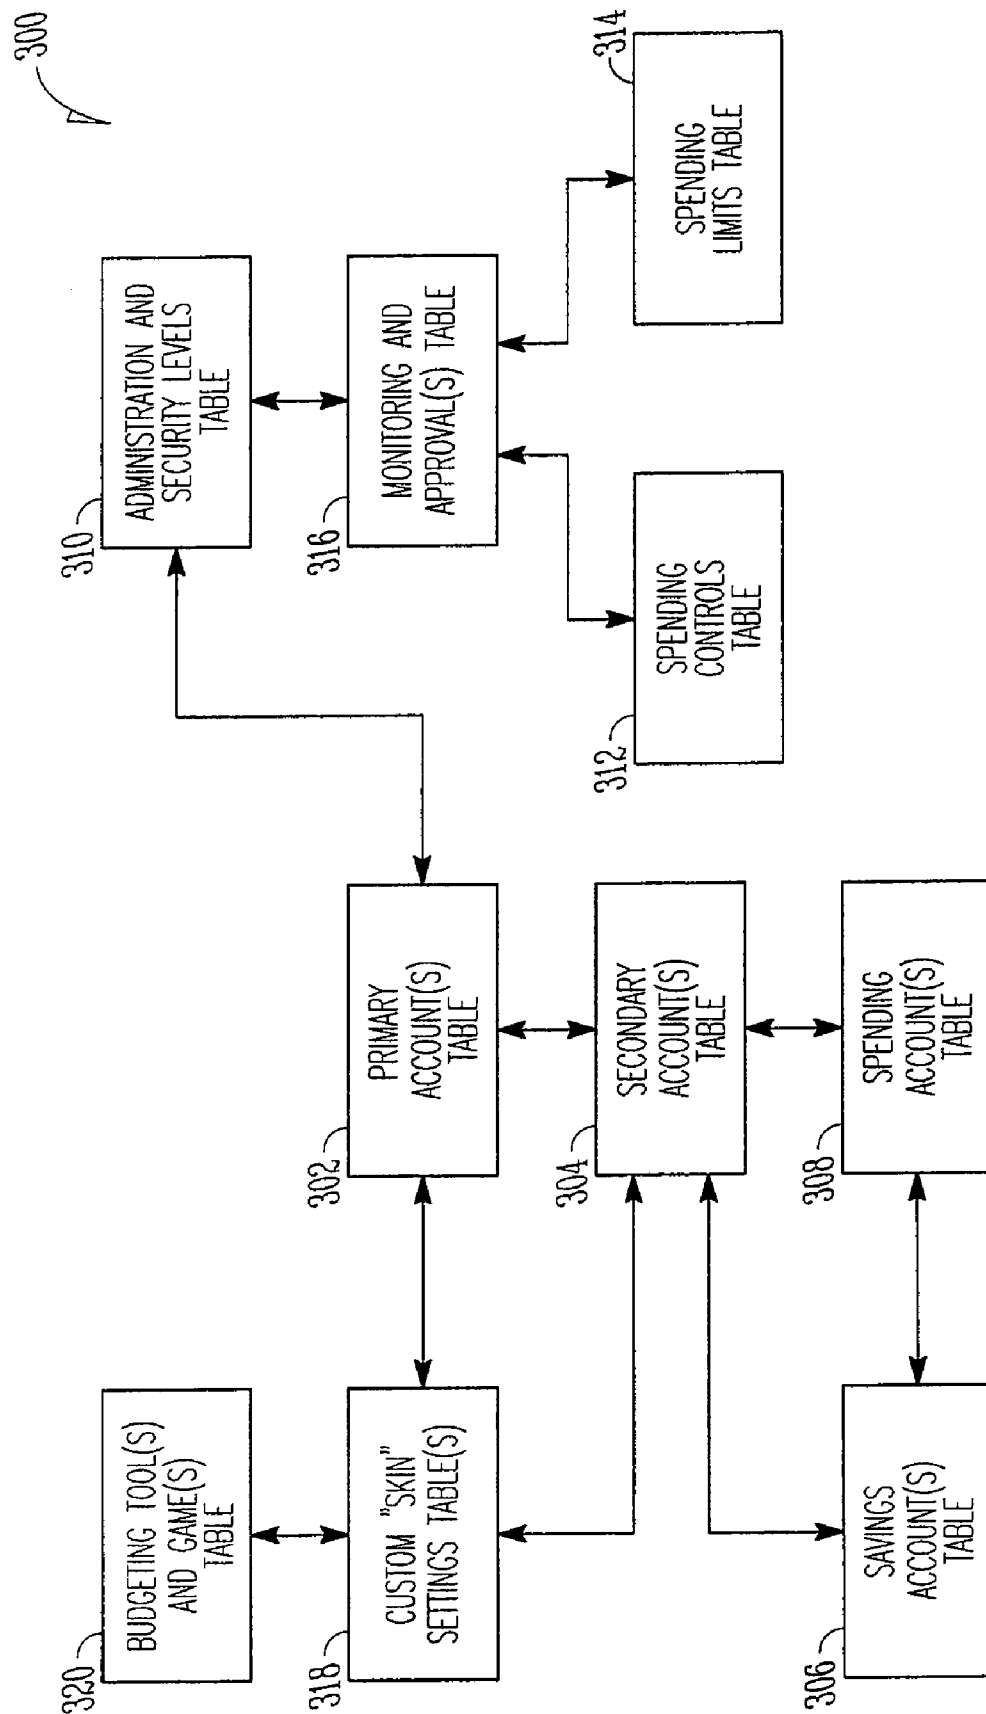 300
320
BUDGETING TOOL(S)
AND GAME(S)
TABLE
310
ADMINISTRATION AND
SECURITY LEVELS
TABLE
318
CUSTOM "SKIN"
SETTINGS TABLE(S)
302
PRIMARY
ACCOUNT(S)
TABLE
316
MONITORING AND
APPROVAL(S) TABLE
304
SECONDARY
ACCOUNT(S)
TABLE
312
SPENDING
CONTROLS
TABLE
314
SPENDING
LIMITS TABLE
306
SAVINGS
ACCOUNT(S)
TABLE
308
SPENDING
ACCOUNT(S)
TABLE